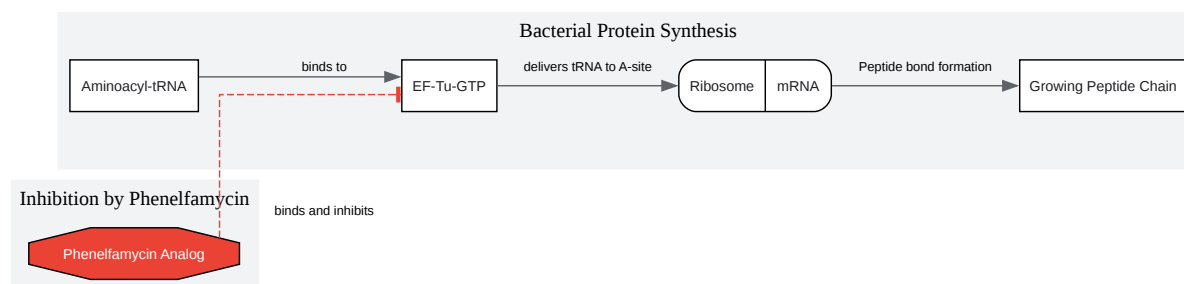 Bacterial Protein Synthesis
Aminoacyl-tRNA
binds to
EF-Tu-GTP
delivers tRNA to A-site
Ribosome
mRNA
Peptide bond formation
Growing Peptide Chain
Inhibition by Phenelfamycin
binds and inhibits
Phenelfamycin Analog